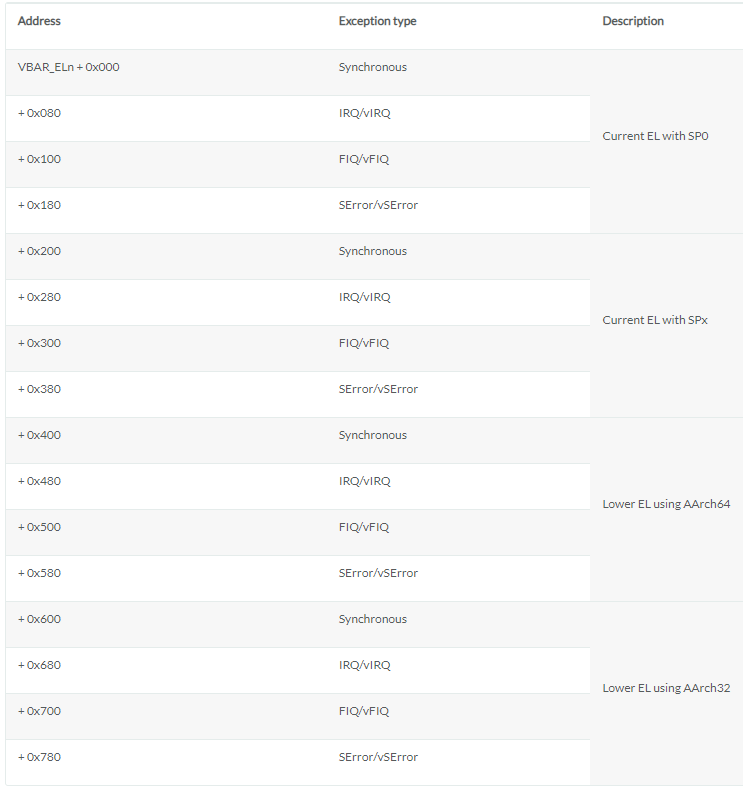 Address Exception type Description
VBAR_ELn + 0x000 Synchronous
+ 0x080 IRQ/vIRQ
Current EL with SP0
+ 0x100 FIQ/vFIQ
+ 0x180 SError/vSError
+ 0x200 Synchronous
+ 0x280 IRQ/vIRQ
Current EL with SPx
+ 0x300 FIQ/vFIQ
+ 0x380 SError/vSError
+ 0x400 Synchronous
+ 0x480 IRQ/vIRQ
Lower EL using AArch64
+ 0x500 FIQ/vFIQ
+ 0x580 SError/vSError
+ 0x600 Synchronous
+ 0x680 IRQ/vIRQ
Lower EL using AArch32
+ 0x700 FIQ/vFIQ
+ 0x780 SError/vSError